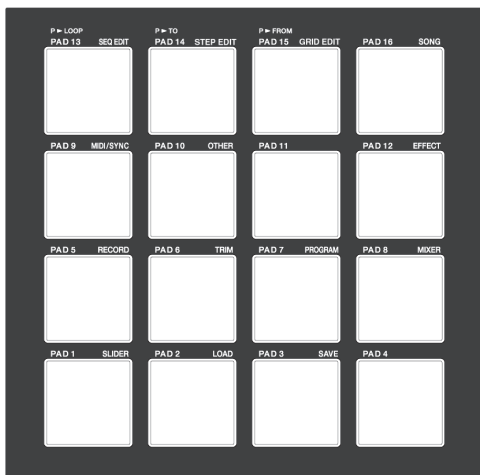 P ► LOOP P ► TO P ► FROM
PAD 13 SEQ EDIT PAD 14 STEP EDIT PAD 15 GRID EDIT PAD 16 SONG
PAD 9 MIDI/SYNC PAD 10 OTHER PAD 11 PAD 12 EFFECT
PAD 5 RECORD PAD 6 TRIM PAD 7 PROGRAM PAD 8 MIXER
PAD 1 SLIDER PAD 2 LOAD PAD 3 SAVE PAD 4